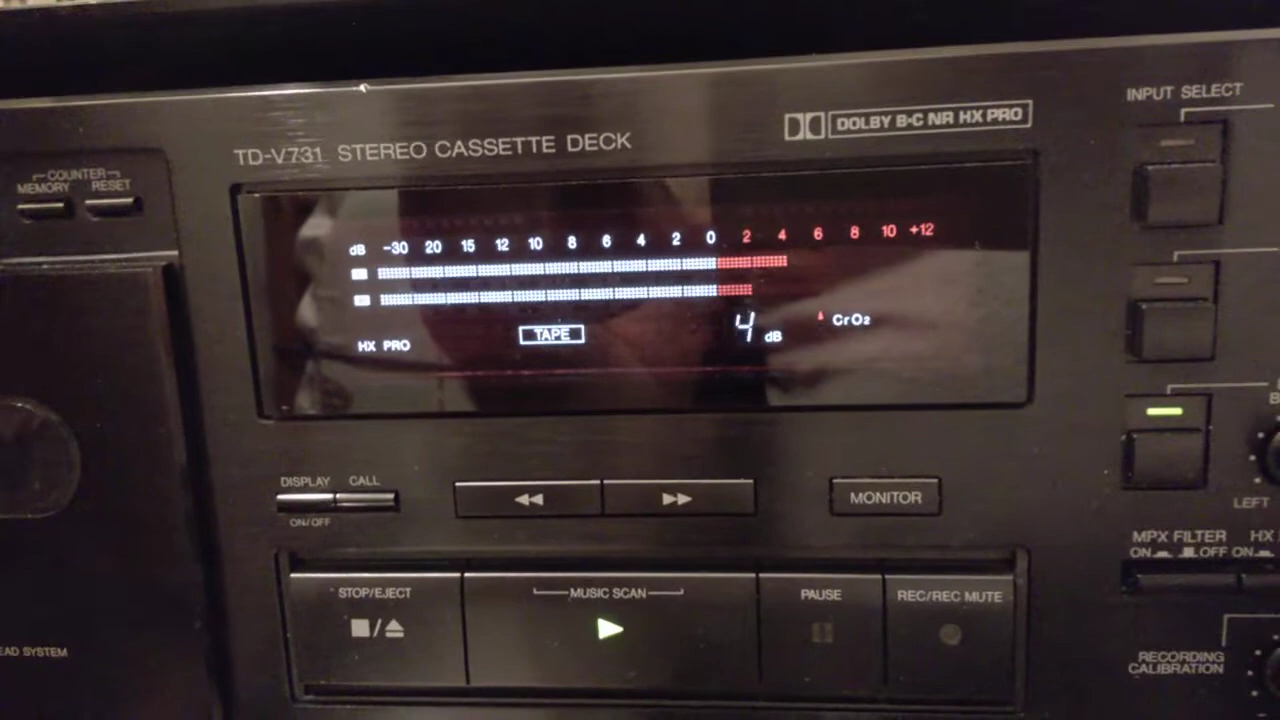 INPUT SELECT
TD-V731 STEREO CASSETTE DECK
DOLBY B·C NR HX PRO
COUNTER
MEMORY RESET
dB -30 20 15 12 10 8 6 4 2 0 2 4 6 8 10 +12
HX PRO
TAPE
4 dB
CrO2
DISPLAY CALL
ON/OFF
MONITOR
LEFT
MPX FILTER HX
ON OFF ON
STOP/EJECT
MUSIC SCAN
PAUSE
REC/REC MUTE
EAD SYSTEM
RECORDING
CALIBRATION